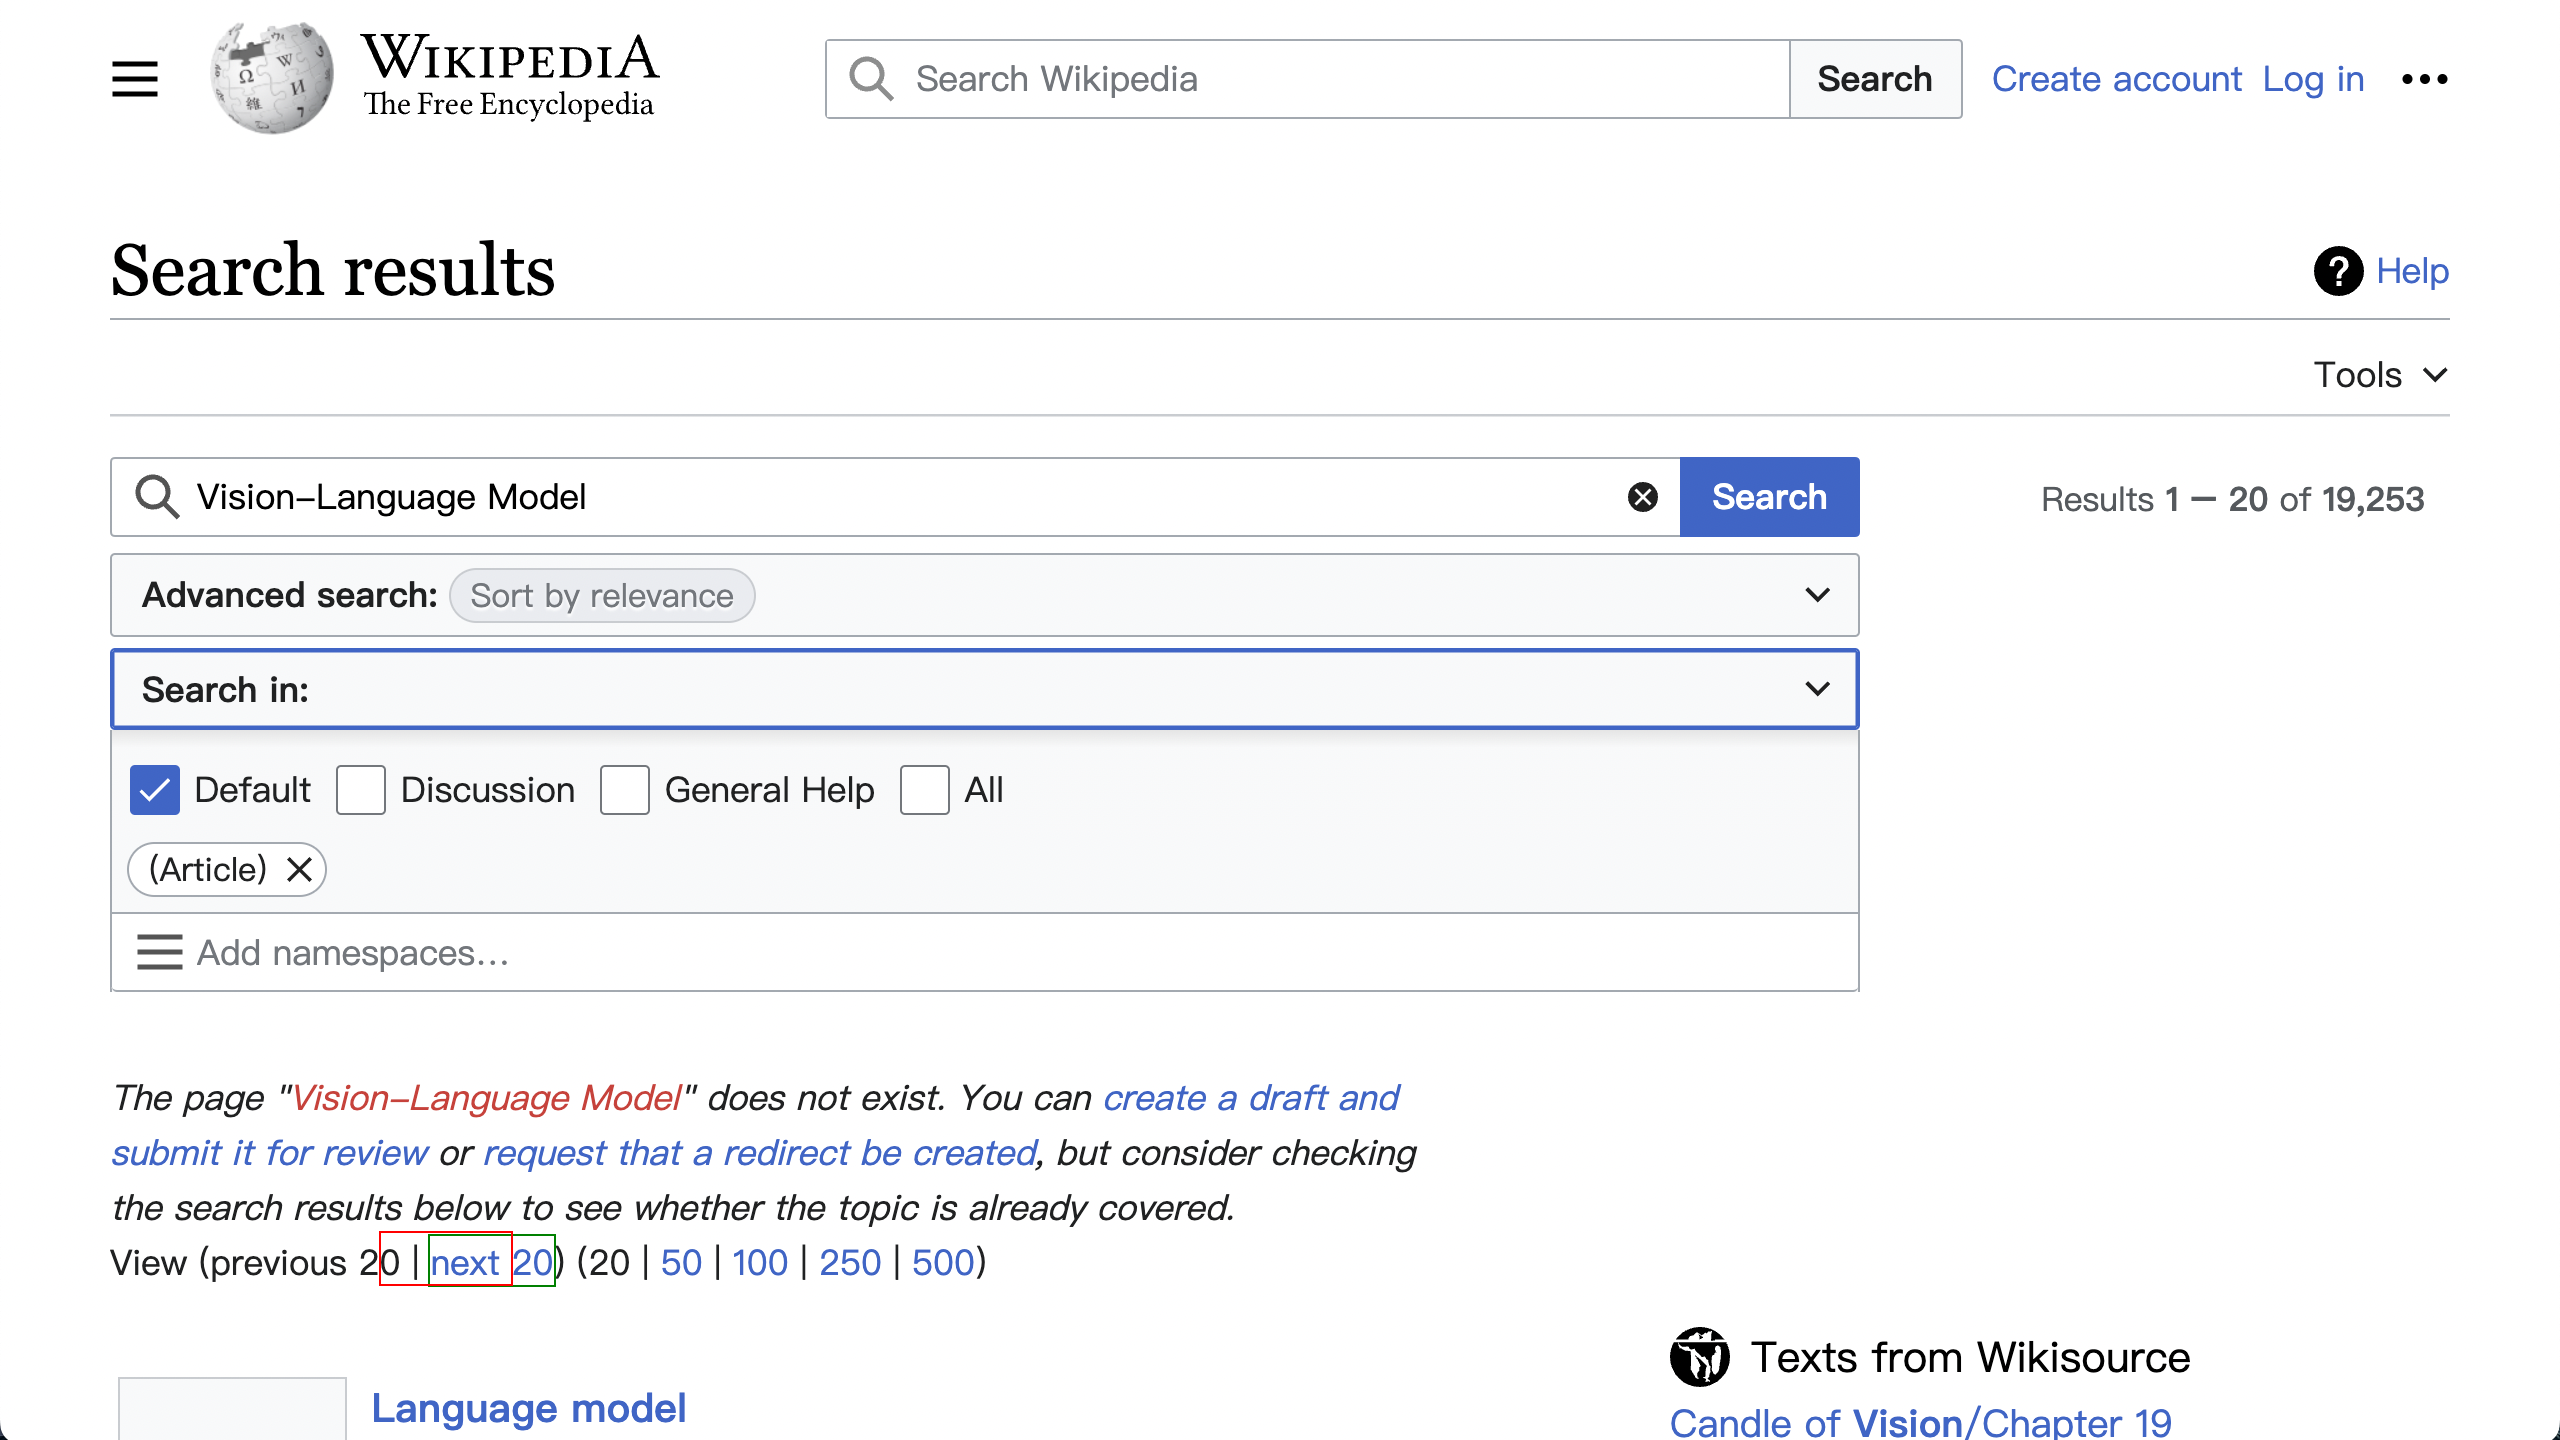 WIKIPEDIA
The Free Encyclopedia
Search Wikipedia
Search
Create account
Log in
Search results
Help
Tools
Vision–Language Model
Search
Results 1 – 20 of 19,253
Advanced search: Sort by relevance
Search in:
Default
Discussion
General Help
All
(Article)
Add namespaces...
The page "Vision–Language Model" does not exist. You can create a draft and
submit it for review or request that a redirect be created, but consider checking
the search results below to see whether the topic is already covered.
View (previous 20 | next 20) (20 | 50 | 100 | 250 | 500)
Texts from Wikisource
Language model
Candle of Vision/Chapter 19